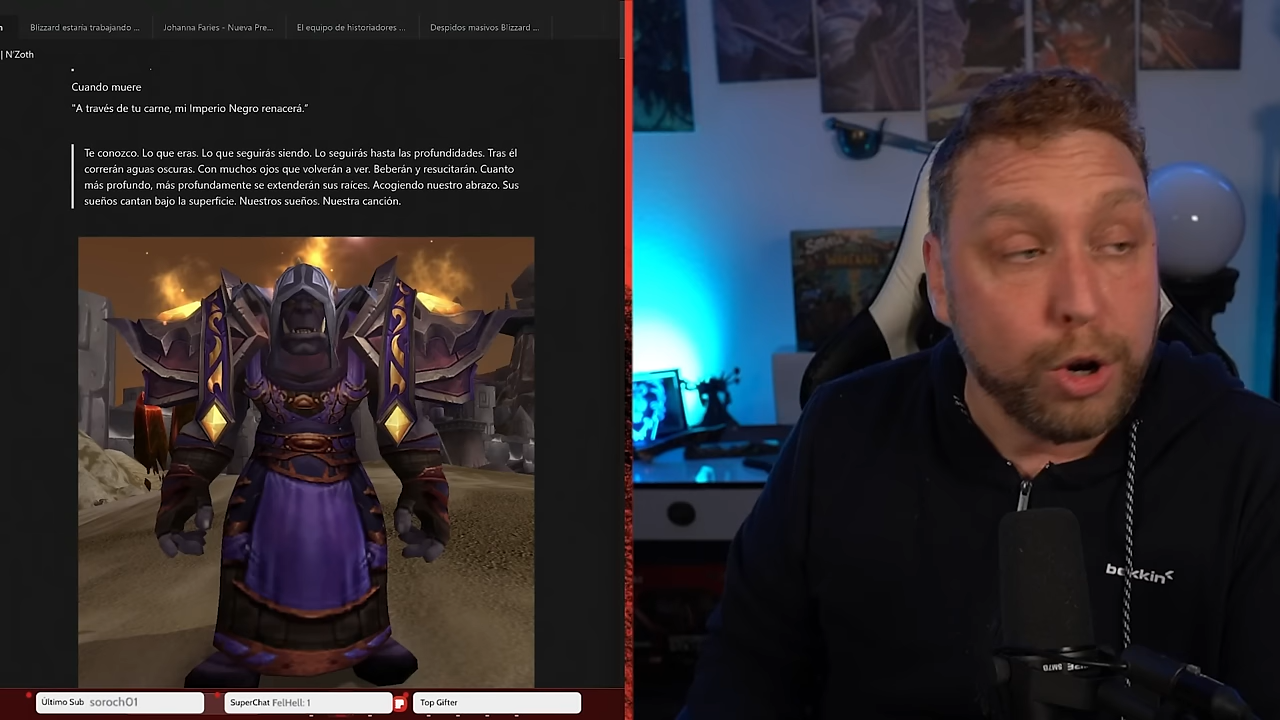 Blizzard estaría trabajando ...
Johanna Faries - Nueva Pre...
El equipo de historiadores ...
Despidos masivos Blizzard ...
| N'Zoth
Cuando muere
"A través de tu carne, mi Imperio Negro renacerá."
Te conozco. Lo que eras. Lo que seguirás siendo. Lo seguirás hasta las profundidades. Tras él
correrán aguas oscuras. Con muchos ojos que volverán a ver. Beberán y resucitarán. Cuanto
más profundo, más profundamente se extenderán sus raíces. Acogiendo nuestro abrazo. Sus
sueños cantan bajo la superficie. Nuestros sueños. Nuestra canción.
Último Sub soroch01
SuperChat FelHell: 1
Top Gifter